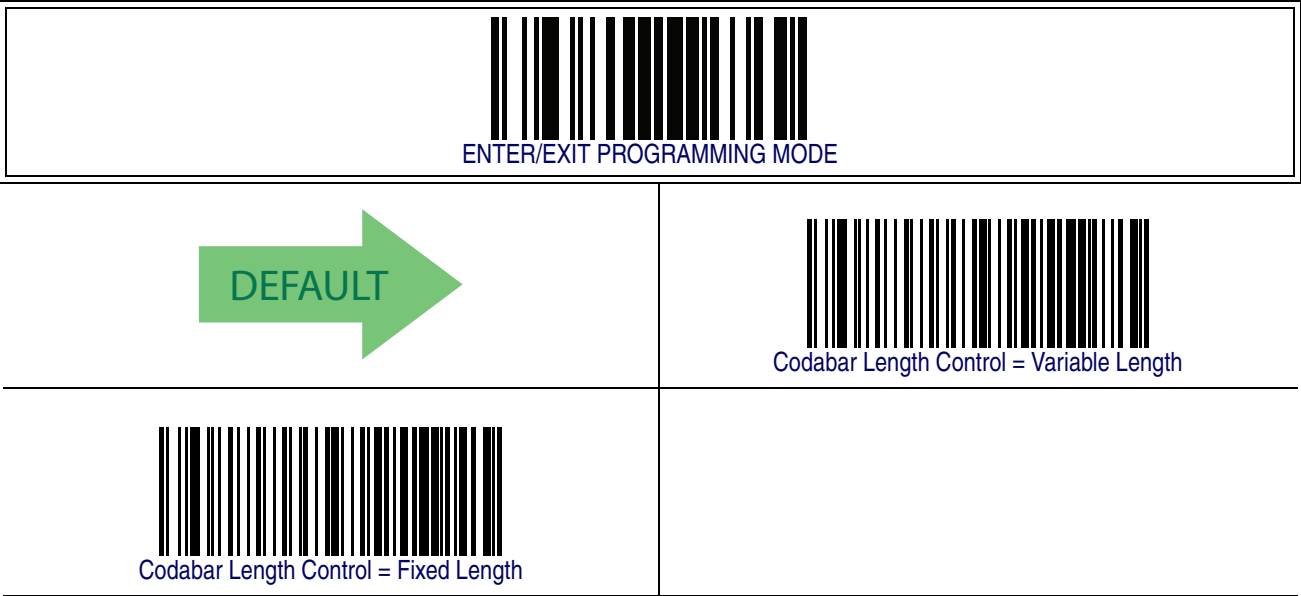 ENTER/EXIT PROGRAMMING MODE
DEFAULT
Codabar Length Control = Variable Length
Codabar Length Control = Fixed Length